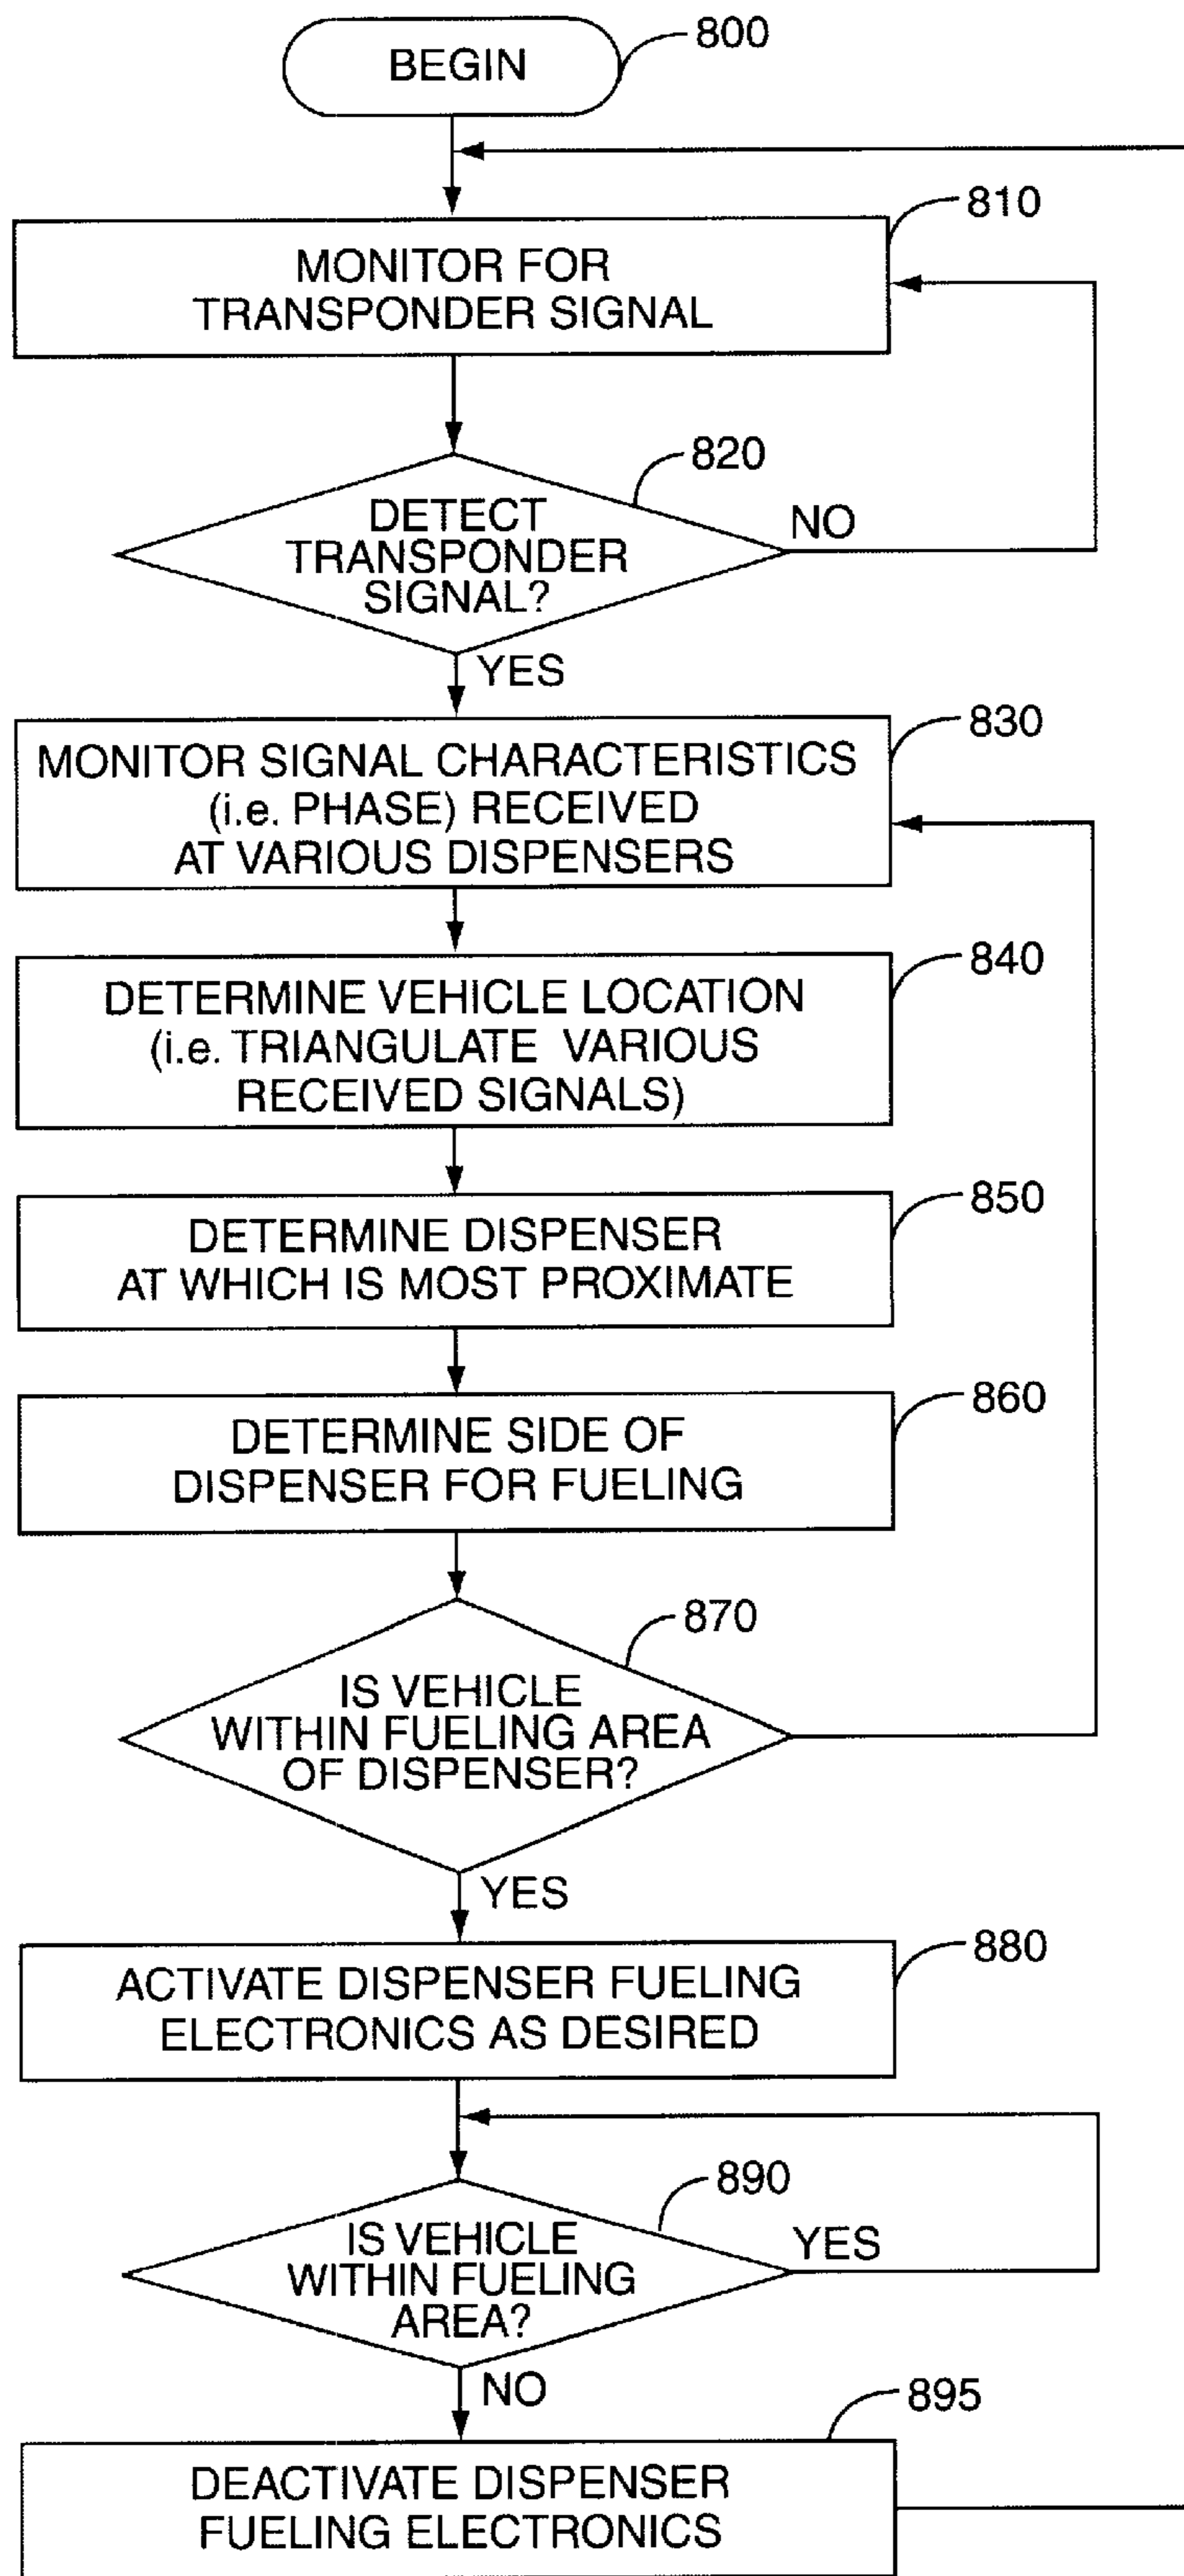 BEGIN
800
810
MONITOR FOR
TRANSPONDER SIGNAL
820
DETECT
TRANSPONDER
SIGNAL?
NO
YES
830
MONITOR SIGNAL CHARACTERISTICS
(i.e. PHASE) RECEIVED
AT VARIOUS DISPENSERS
840
DETERMINE VEHICLE LOCATION
(i.e. TRIANGULATE VARIOUS
RECEIVED SIGNALS)
850
DETERMINE DISPENSER
AT WHICH IS MOST PROXIMATE
860
DETERMINE SIDE OF
DISPENSER FOR FUELING
870
IS VEHICLE
WITHIN FUELING AREA
OF DISPENSER?
YES
880
ACTIVATE DISPENSER FUELING
ELECTRONICS AS DESIRED
890
IS VEHICLE
WITHIN FUELING
AREA?
YES
NO
895
DEACTIVATE DISPENSER
FUELING ELECTRONICS